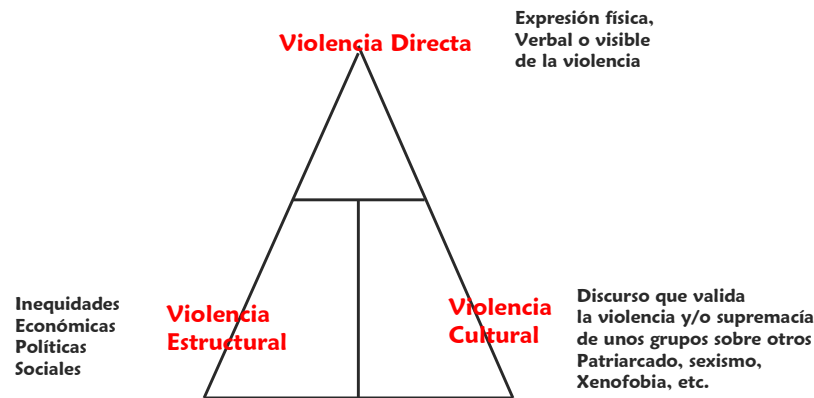 Violencia Directa
Expresión física,
Verbal o visible
de la violencia
Inequidades
Económicas
Políticas
Sociales
Violencia
Estructural
Violencia
Cultural
Discurso que valida
la violencia y/o supremacía
de unos grupos sobre otros
Patriarcado, sexismo,
Xenofobia, etc.